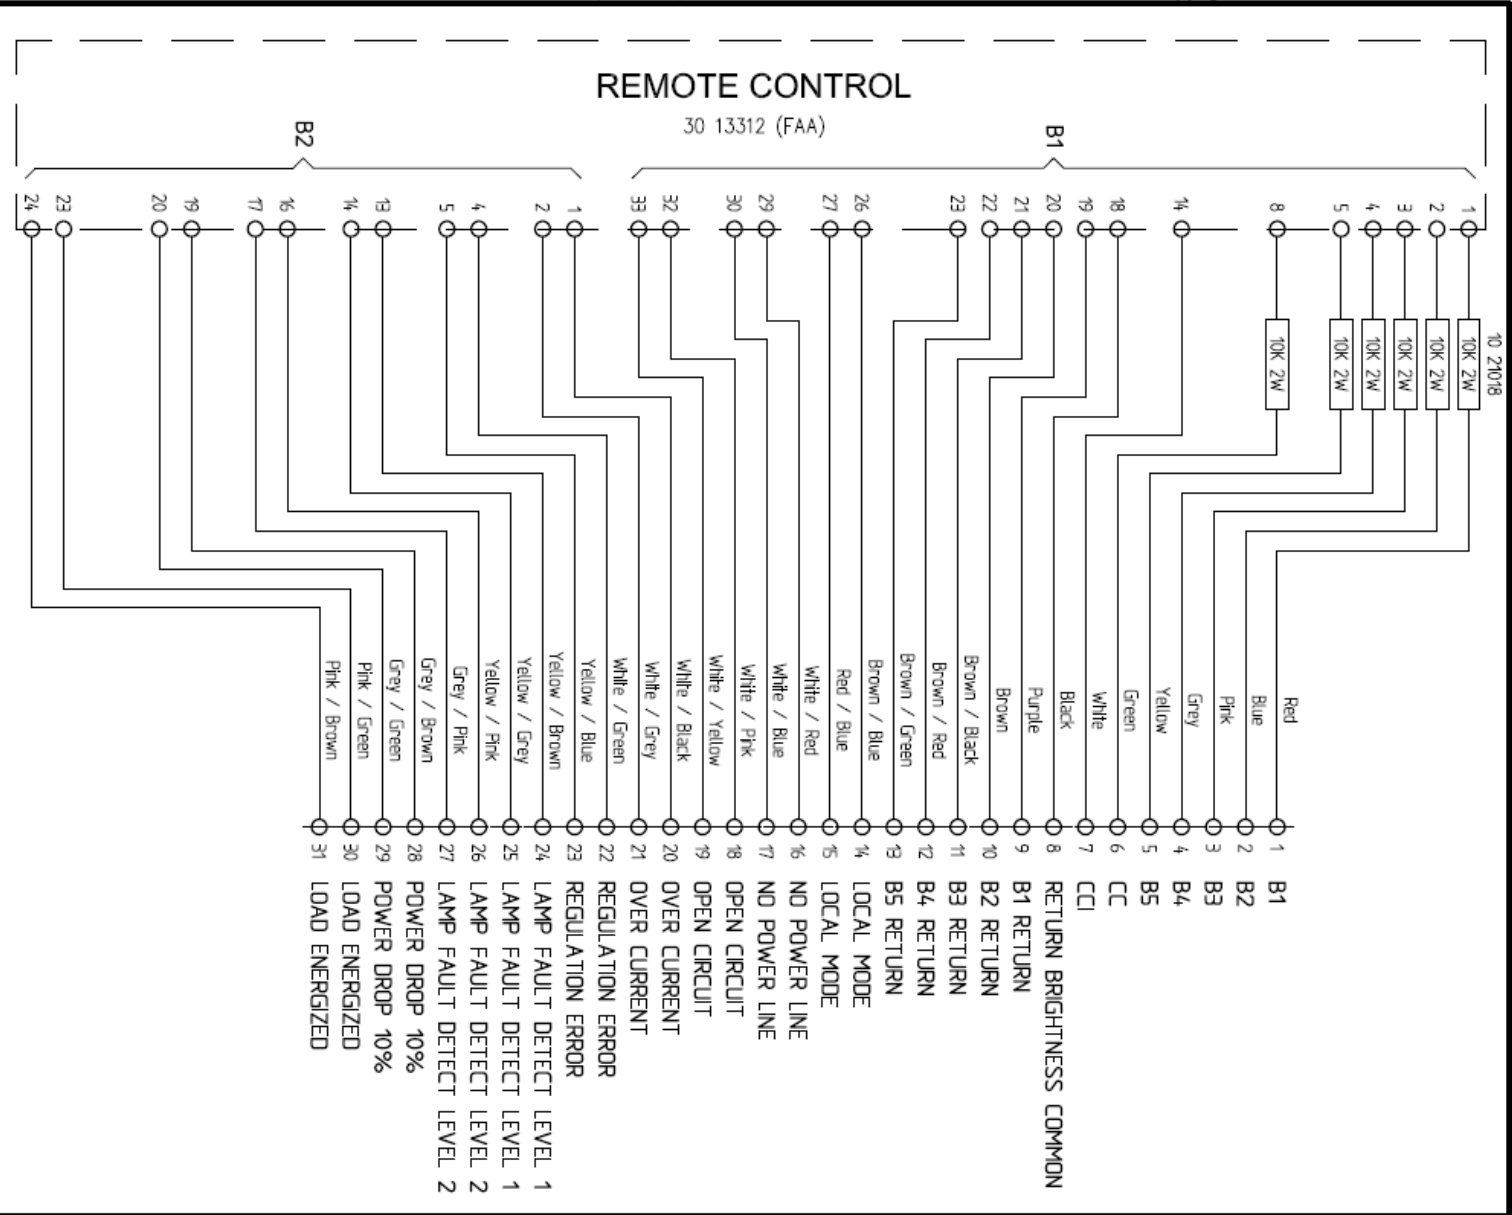 REMOTE CONTROL
30 13312 (FAA)
B2
B1
24
23
20
19
17
16
14
13
5
4
2
1
33
32
30
29
27
26
23
22
21
20
19
18
14
8
5
4
3
2
1
10K 2W
10K 2W
10K 2W
10K 2W
10K 2W
10K 2W
10 21018
Pink / Brown
Pink / Green
Grey / Green
Grey / Brown
Grey / Pink
Yellow / Pink
Yellow / Grey
Yellow / Brown
Yellow / Blue
White / Green
White / Grey
White / Black
White / Yellow
White / Pink
White / Blue
White / Red
Red / Blue
Brown / Blue
Brown / Green
Brown / Red
Brown / Black
Brown
Purple
Black
White
Green
Yellow
Grey
Pink
Blue
Red
31 LOAD ENERGIZED
30 LOAD ENERGIZED
29 POWER DROP 10%
28 POWER DROP 10%
27 LAMP FAULT DETECT LEVEL 2
26 LAMP FAULT DETECT LEVEL 2
25 LAMP FAULT DETECT LEVEL 1
24 LAMP FAULT DETECT LEVEL 1
23 REGULATION ERROR
22 REGULATION ERROR
21 OVER CURRENT
20 OVER CURRENT
19 OPEN CIRCUIT
18 OPEN CIRCUIT
17 NO POWER LINE
16 NO POWER LINE
15 LOCAL MODE
14 LOCAL MODE
13 B5 RETURN
12 B4 RETURN
11 B3 RETURN
10 B2 RETURN
9 B1 RETURN
8 RETURN BRIGHTNESS COMMON
7 CCI
6 CC
5 B5
4 B4
3 B3
2 B2
1 B1